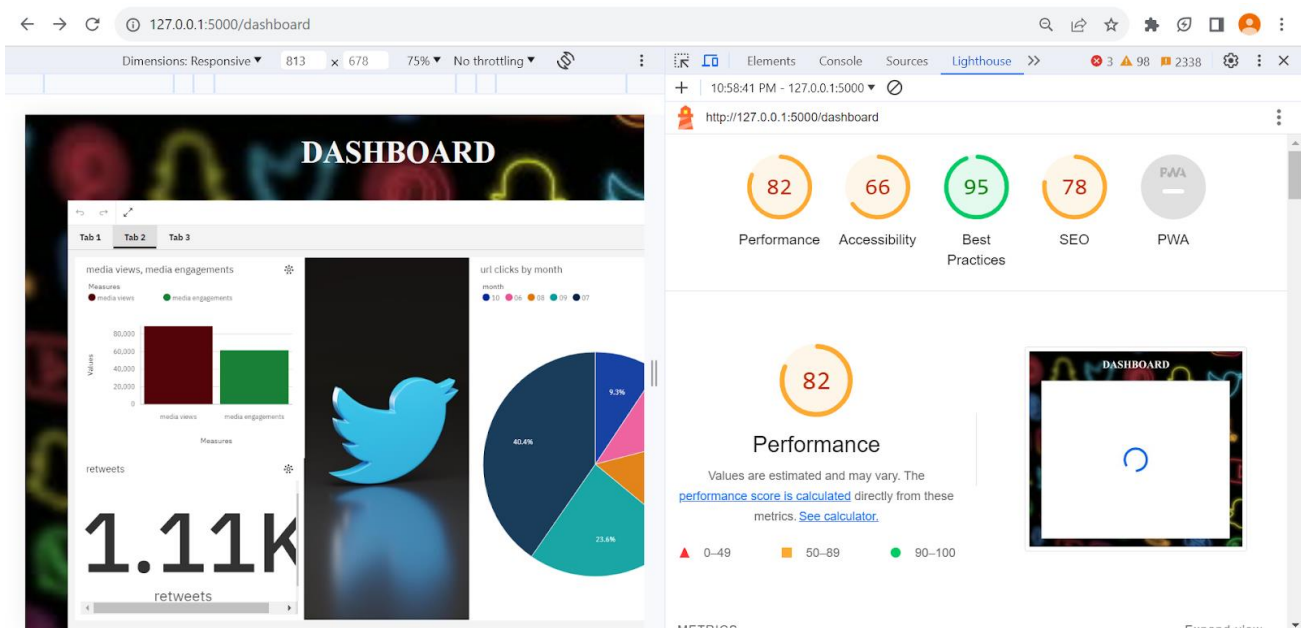 127.0.0.1:5000/dashboard
Dimensions: Responsive 813 x 678 75% No throttling
Elements Console Sources Lighthouse 3 98 2338
10:58:41 PM - 127.0.0.1:5000
http://127.0.0.1:5000/dashboard
DASHBOARD
Tab 1 Tab 2 Tab 3
media views, media engagements
Measures
media views media engagements
80,000
60,000
40,000
20,000
0
Values
media views media engagements
Measures
retweets
1.11K
retweets
url clicks by month
month
10 06 08 09 07
9.3%
40.4%
23.6%
82 66 95 78 PWA
Performance Accessibility Best Practices SEO PWA
82
Performance
Values are estimated and may vary. The
performance score is calculated directly from these
metrics. See calculator.
0–49 50–89 90–100
DASHBOARD
METRICS Expand view